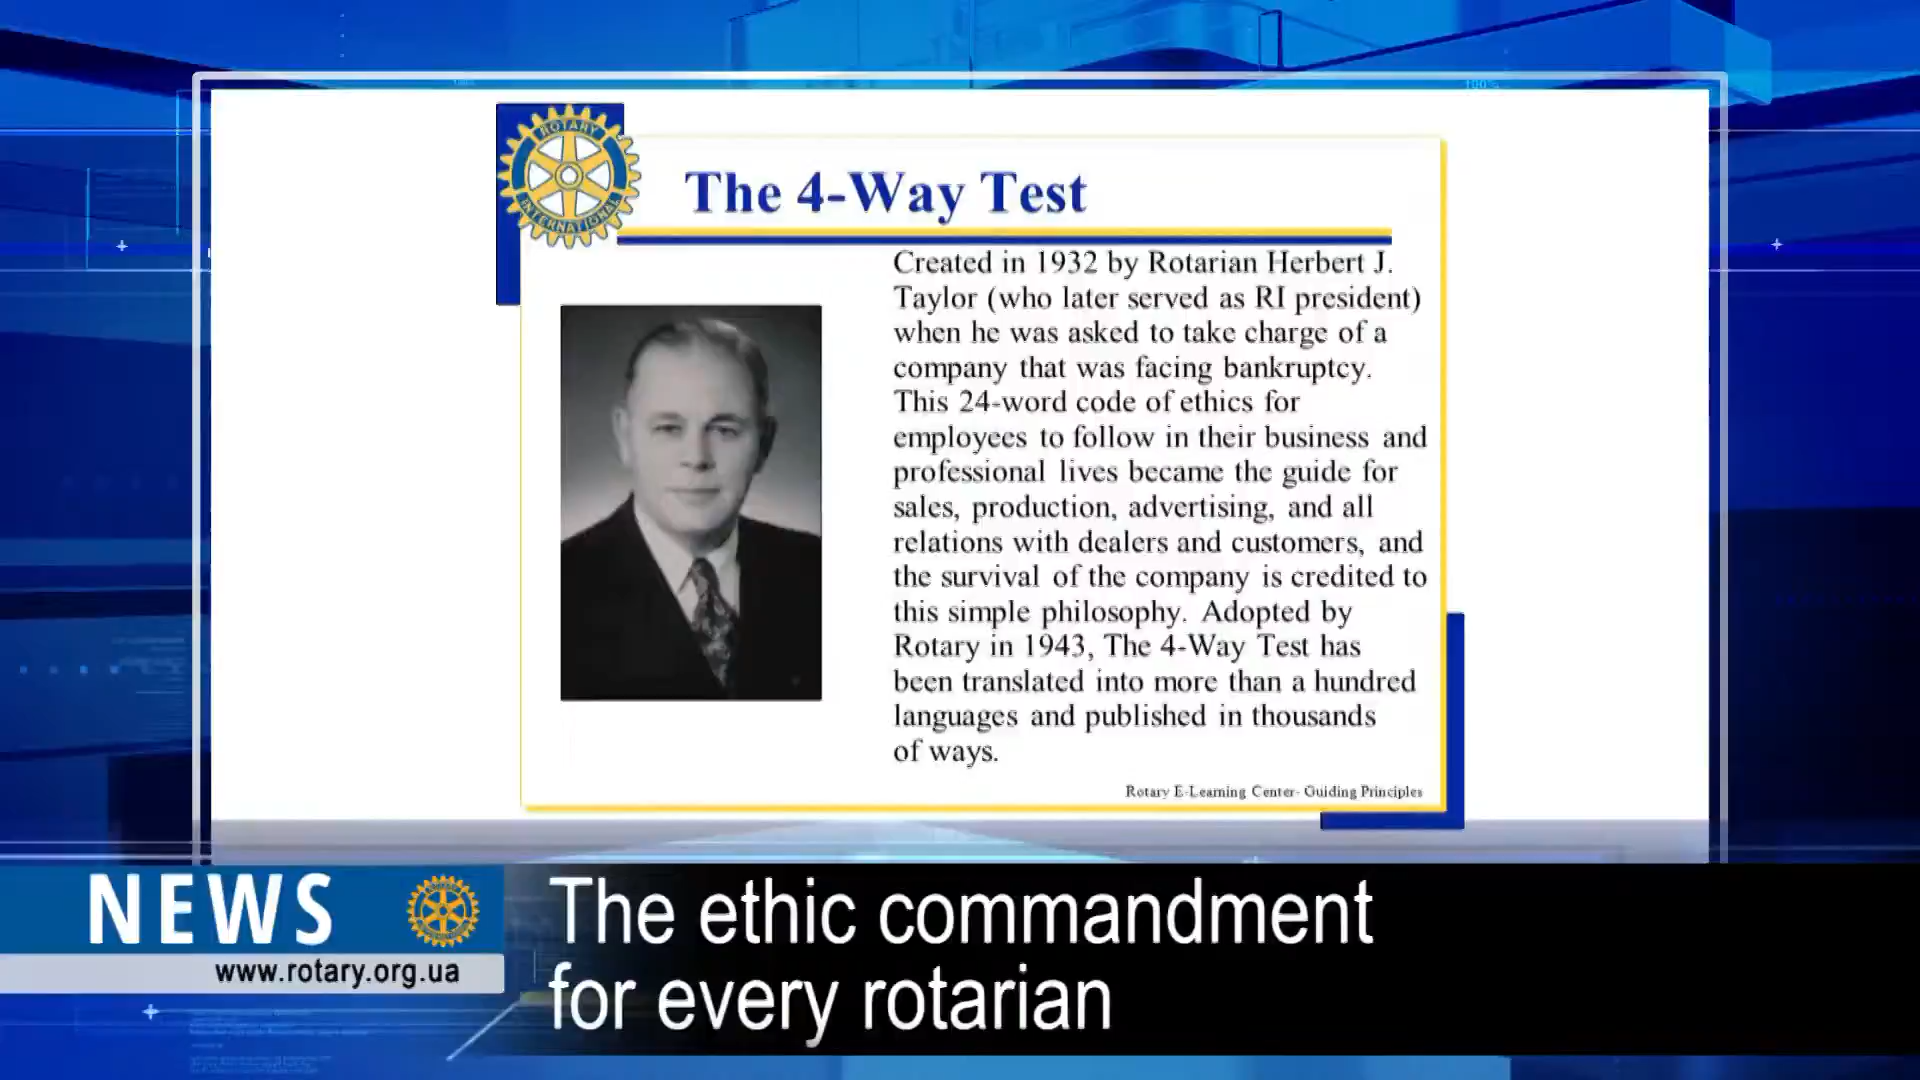 ROTARY
INTERNATIONAL
The 4-Way Test
Created in 1932 by Rotarian Herbert J.
Taylor (who later served as RI president)
when he was asked to take charge of a
company that was facing bankruptcy.
This 24-word code of ethics for
employees to follow in their business and
professional lives became the guide for
sales, production, advertising, and all
relations with dealers and customers, and
the survival of the company is credited to
this simple philosophy. Adopted by
Rotary in 1943, The 4-Way Test has
been translated into more than a hundred
languages and published in thousands
of ways.
Rotary E-Learning Center- Guiding Principles
NEWS
www.rotary.org.ua
The ethic commandment
for every rotarian